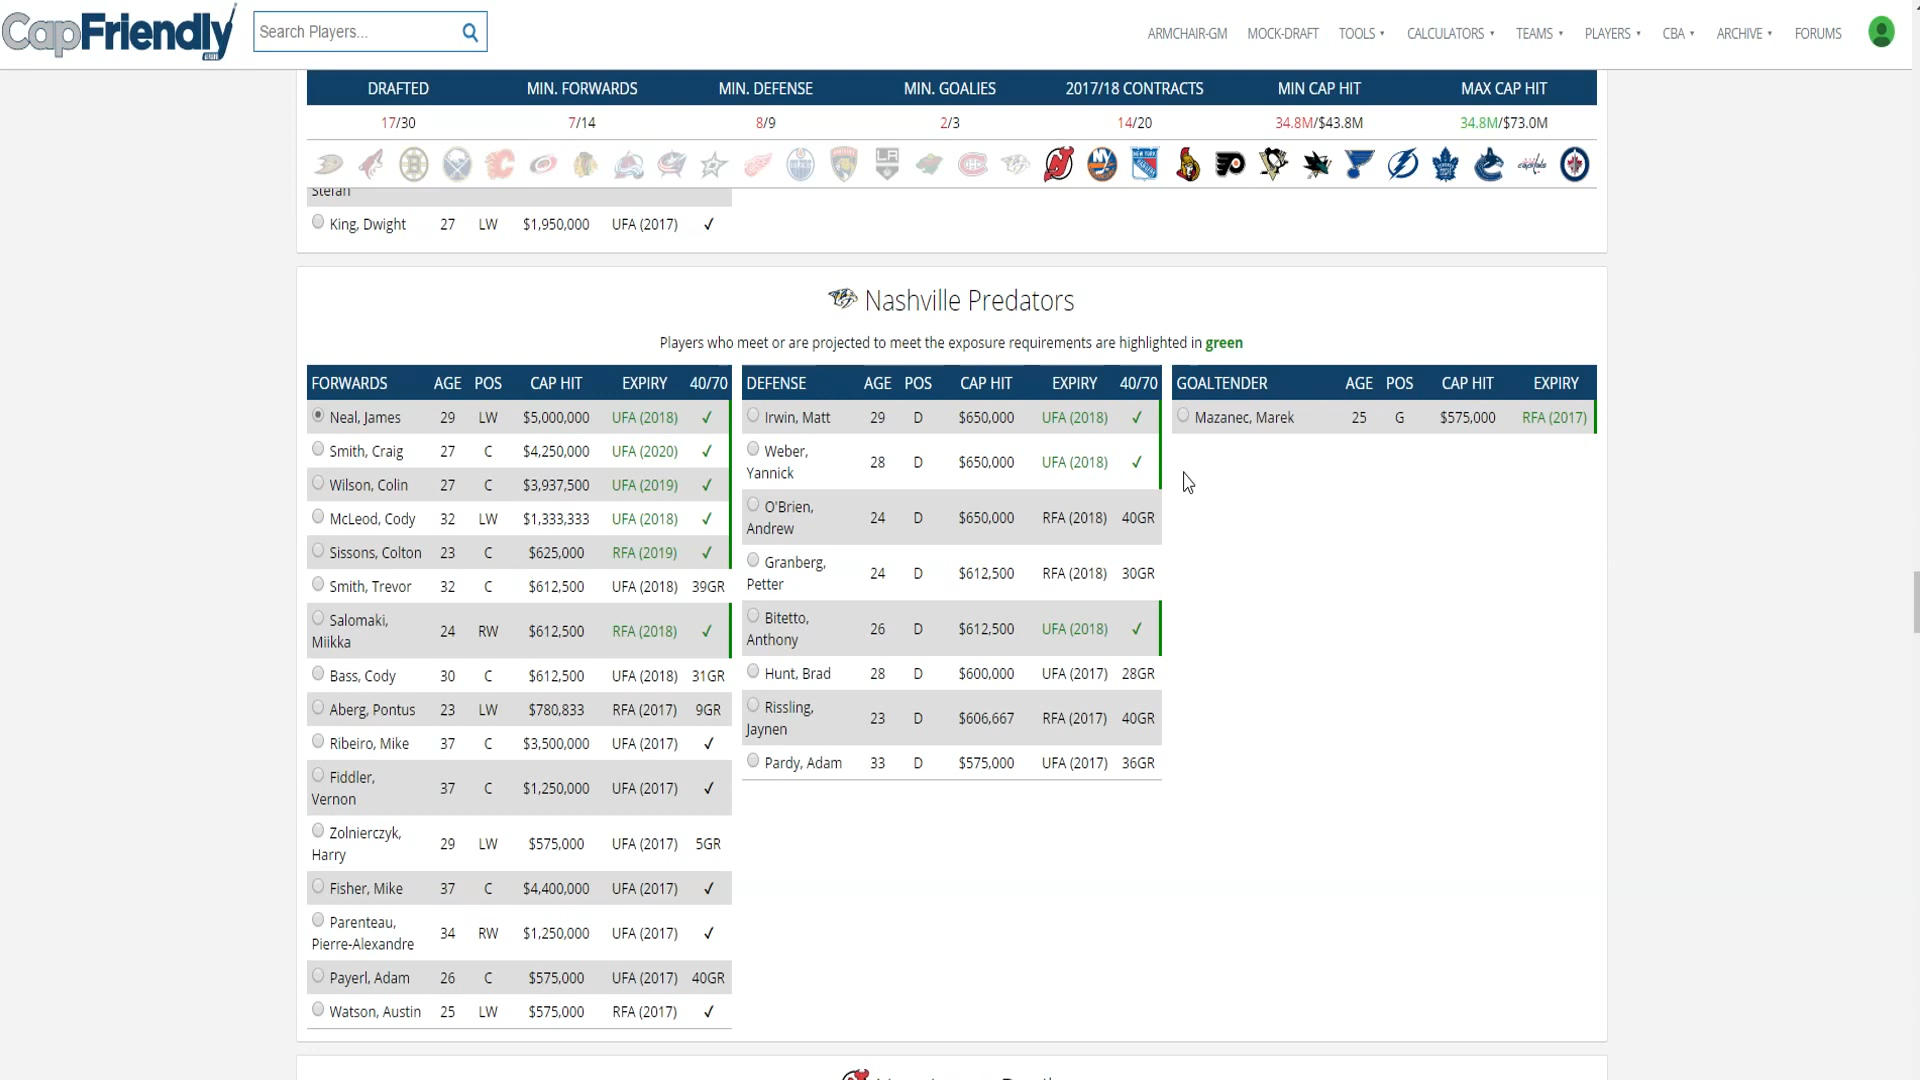 CapFriendly
Search Players...
ARMCHAIR-GM MOCK-DRAFT TOOLS CALCULATORS TEAMS PLAYERS CBA ARCHIVE FORUMS
DRAFTED MIN. FORWARDS MIN. DEFENSE MIN. GOALIES 2017/18 CONTRACTS MIN CAP HIT MAX CAP HIT
17/30 7/14 8/9 2/3 14/20 34.8M/$43.8M 34.8M/$73.0M
Stefan
King, Dwight 27 LW $1,950,000 UFA (2017) ✓
Nashville Predators
Players who meet or are projected to meet the exposure requirements are highlighted in green
FORWARDS AGE POS CAP HIT EXPIRY 40/70
Neal, James 29 LW $5,000,000 UFA (2018) ✓
Smith, Craig 27 C $4,250,000 UFA (2020) ✓
Wilson, Colin 27 C $3,937,500 UFA (2019) ✓
McLeod, Cody 32 LW $1,333,333 UFA (2018) ✓
Sissons, Colton 23 C $625,000 RFA (2019) ✓
Smith, Trevor 32 C $612,500 UFA (2018) 39GR
Salomaki,
Miikka 24 RW $612,500 RFA (2018) ✓
Bass, Cody 30 C $612,500 UFA (2018) 31GR
Aberg, Pontus 23 LW $780,833 RFA (2017) 9GR
Ribeiro, Mike 37 C $3,500,000 UFA (2017) ✓
Fiddler,
Vernon 37 C $1,250,000 UFA (2017) ✓
Zolnierczyk,
Harry 29 LW $575,000 UFA (2017) 5GR
Fisher, Mike 37 C $4,400,000 UFA (2017) ✓
Parenteau,
Pierre-Alexandre 34 RW $1,250,000 UFA (2017) ✓
Payerl, Adam 26 C $575,000 UFA (2017) 40GR
Watson, Austin 25 LW $575,000 RFA (2017) ✓
DEFENSE AGE POS CAP HIT EXPIRY 40/70
Irwin, Matt 29 D $650,000 UFA (2018) ✓
Weber,
Yannick 28 D $650,000 UFA (2018) ✓
O'Brien,
Andrew 24 D $650,000 RFA (2018) 40GR
Granberg,
Petter 24 D $612,500 RFA (2018) 30GR
Bitetto,
Anthony 26 D $612,500 UFA (2018) ✓
Hunt, Brad 28 D $600,000 UFA (2017) 28GR
Rissling,
Jaynen 23 D $606,667 RFA (2017) 40GR
Pardy, Adam 33 D $575,000 UFA (2017) 36GR
GOALTENDER AGE POS CAP HIT EXPIRY
Mazanec, Marek 25 G $575,000 RFA (2017)